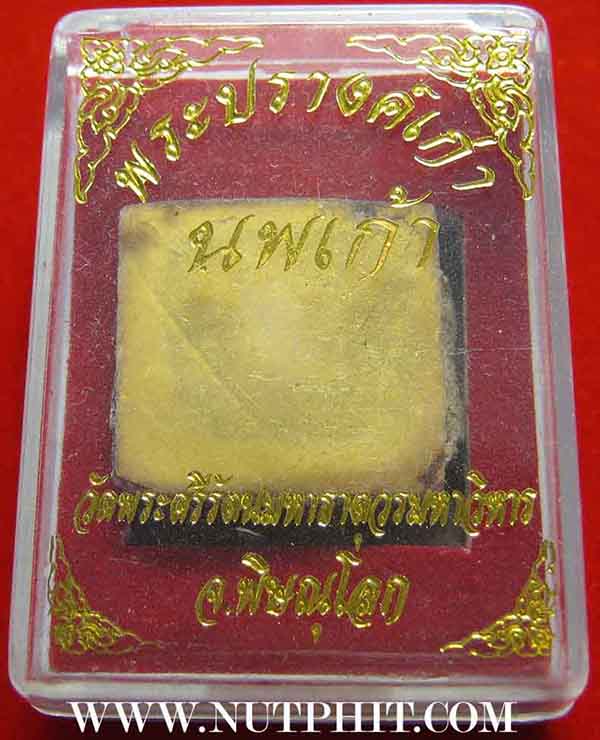 พระปรางค์เก่า
นพเก้า
วัดพระศรีรัตนมหาธาตุวรมหาวิหาร
จ.พิษณุโลก
WWW.NUTPHIT.COM